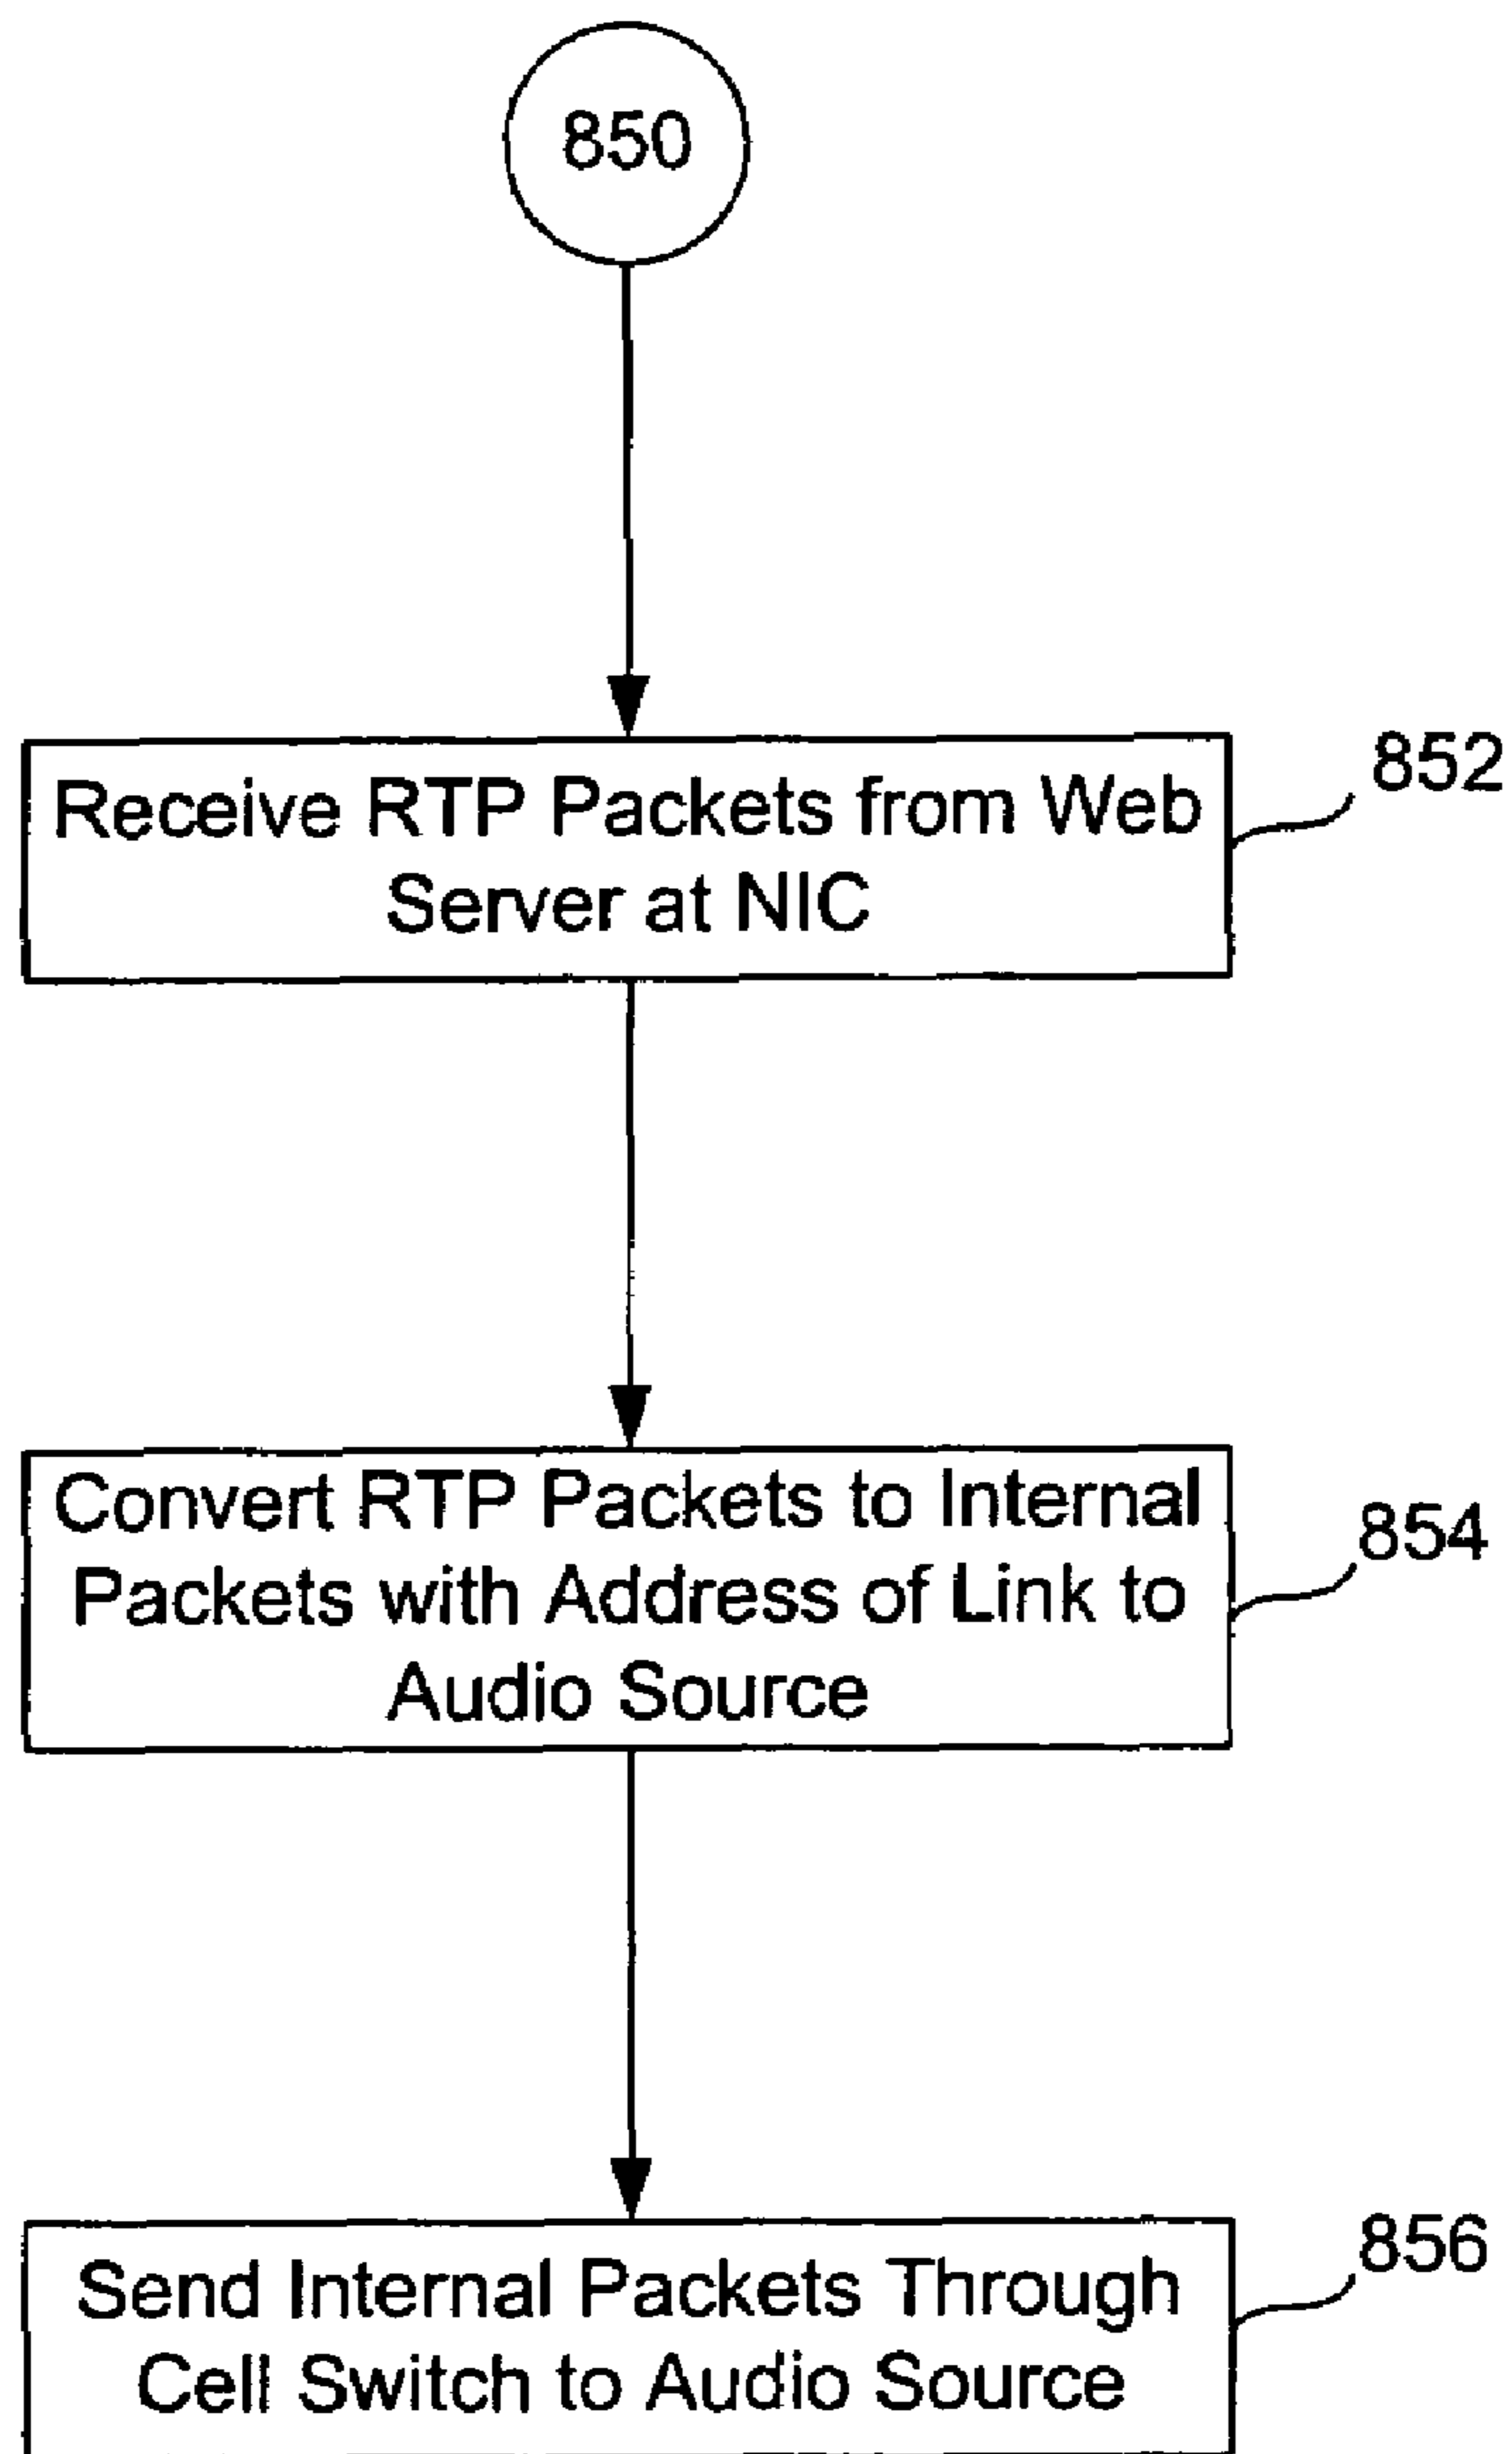 850
852
Receive RTP Packets from Web
Server at NIC
854
Convert RTP Packets to Internal
Packets with Address of Link to
Audio Source
856
Send Internal Packets Through
Cell Switch to Audio Source